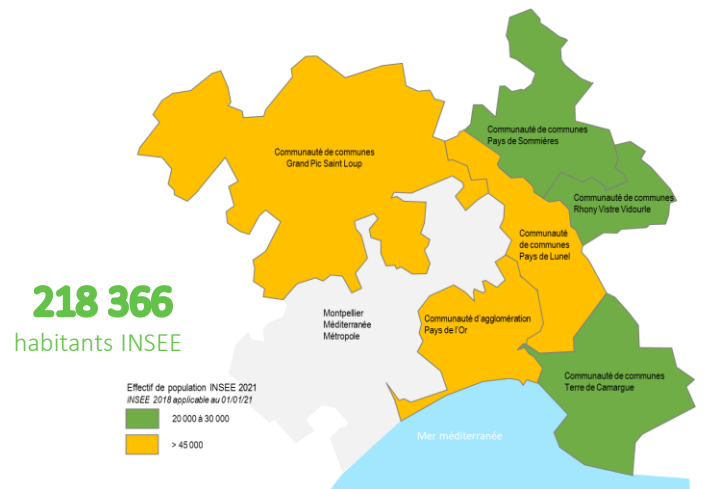 Communauté de communes
Pays de Sommières
Communauté de communes
Grand Pic Saint Loup
Communauté de communes
Rhony Vistre Vidourle
Communauté
de communes
Pays de Lunel
218 366
habitants INSEE
Montpellier
Méditerranée
Métropole
Communauté d'agglomération
Pays de l'Or
Communauté de communes
Terre de Camargue
Effectif de population INSEE 2021
INSEE 2018 applicable au 01/01/21
20 000 à 30 000
> 45 000
Mer méditerranée